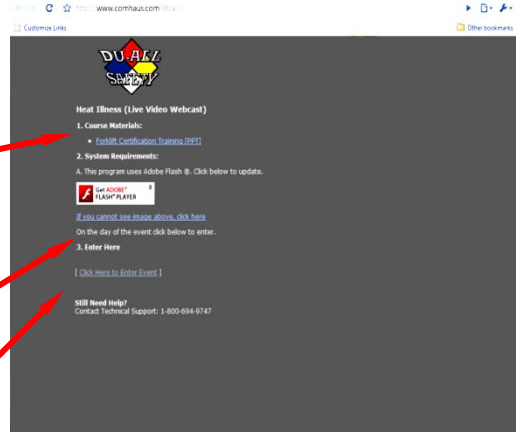 www.comhaus.com
Customize Links
Other bookmarks
DU-ALL
SAFETY
Heat Illness (Live Video Webcast)
1. Course Materials:
• Forklift Certification Training [PPT]
2. System Requirements:
A. This program uses Adobe Flash ®. Click below to update.
Get ADOBE®
FLASH® PLAYER
If you cannot see image above, click here
On the day of the event click below to enter.
3. Enter Here
[ Click Here to Enter Event ]
Still Need Help?
Contact Technical Support: 1-800-694-9747